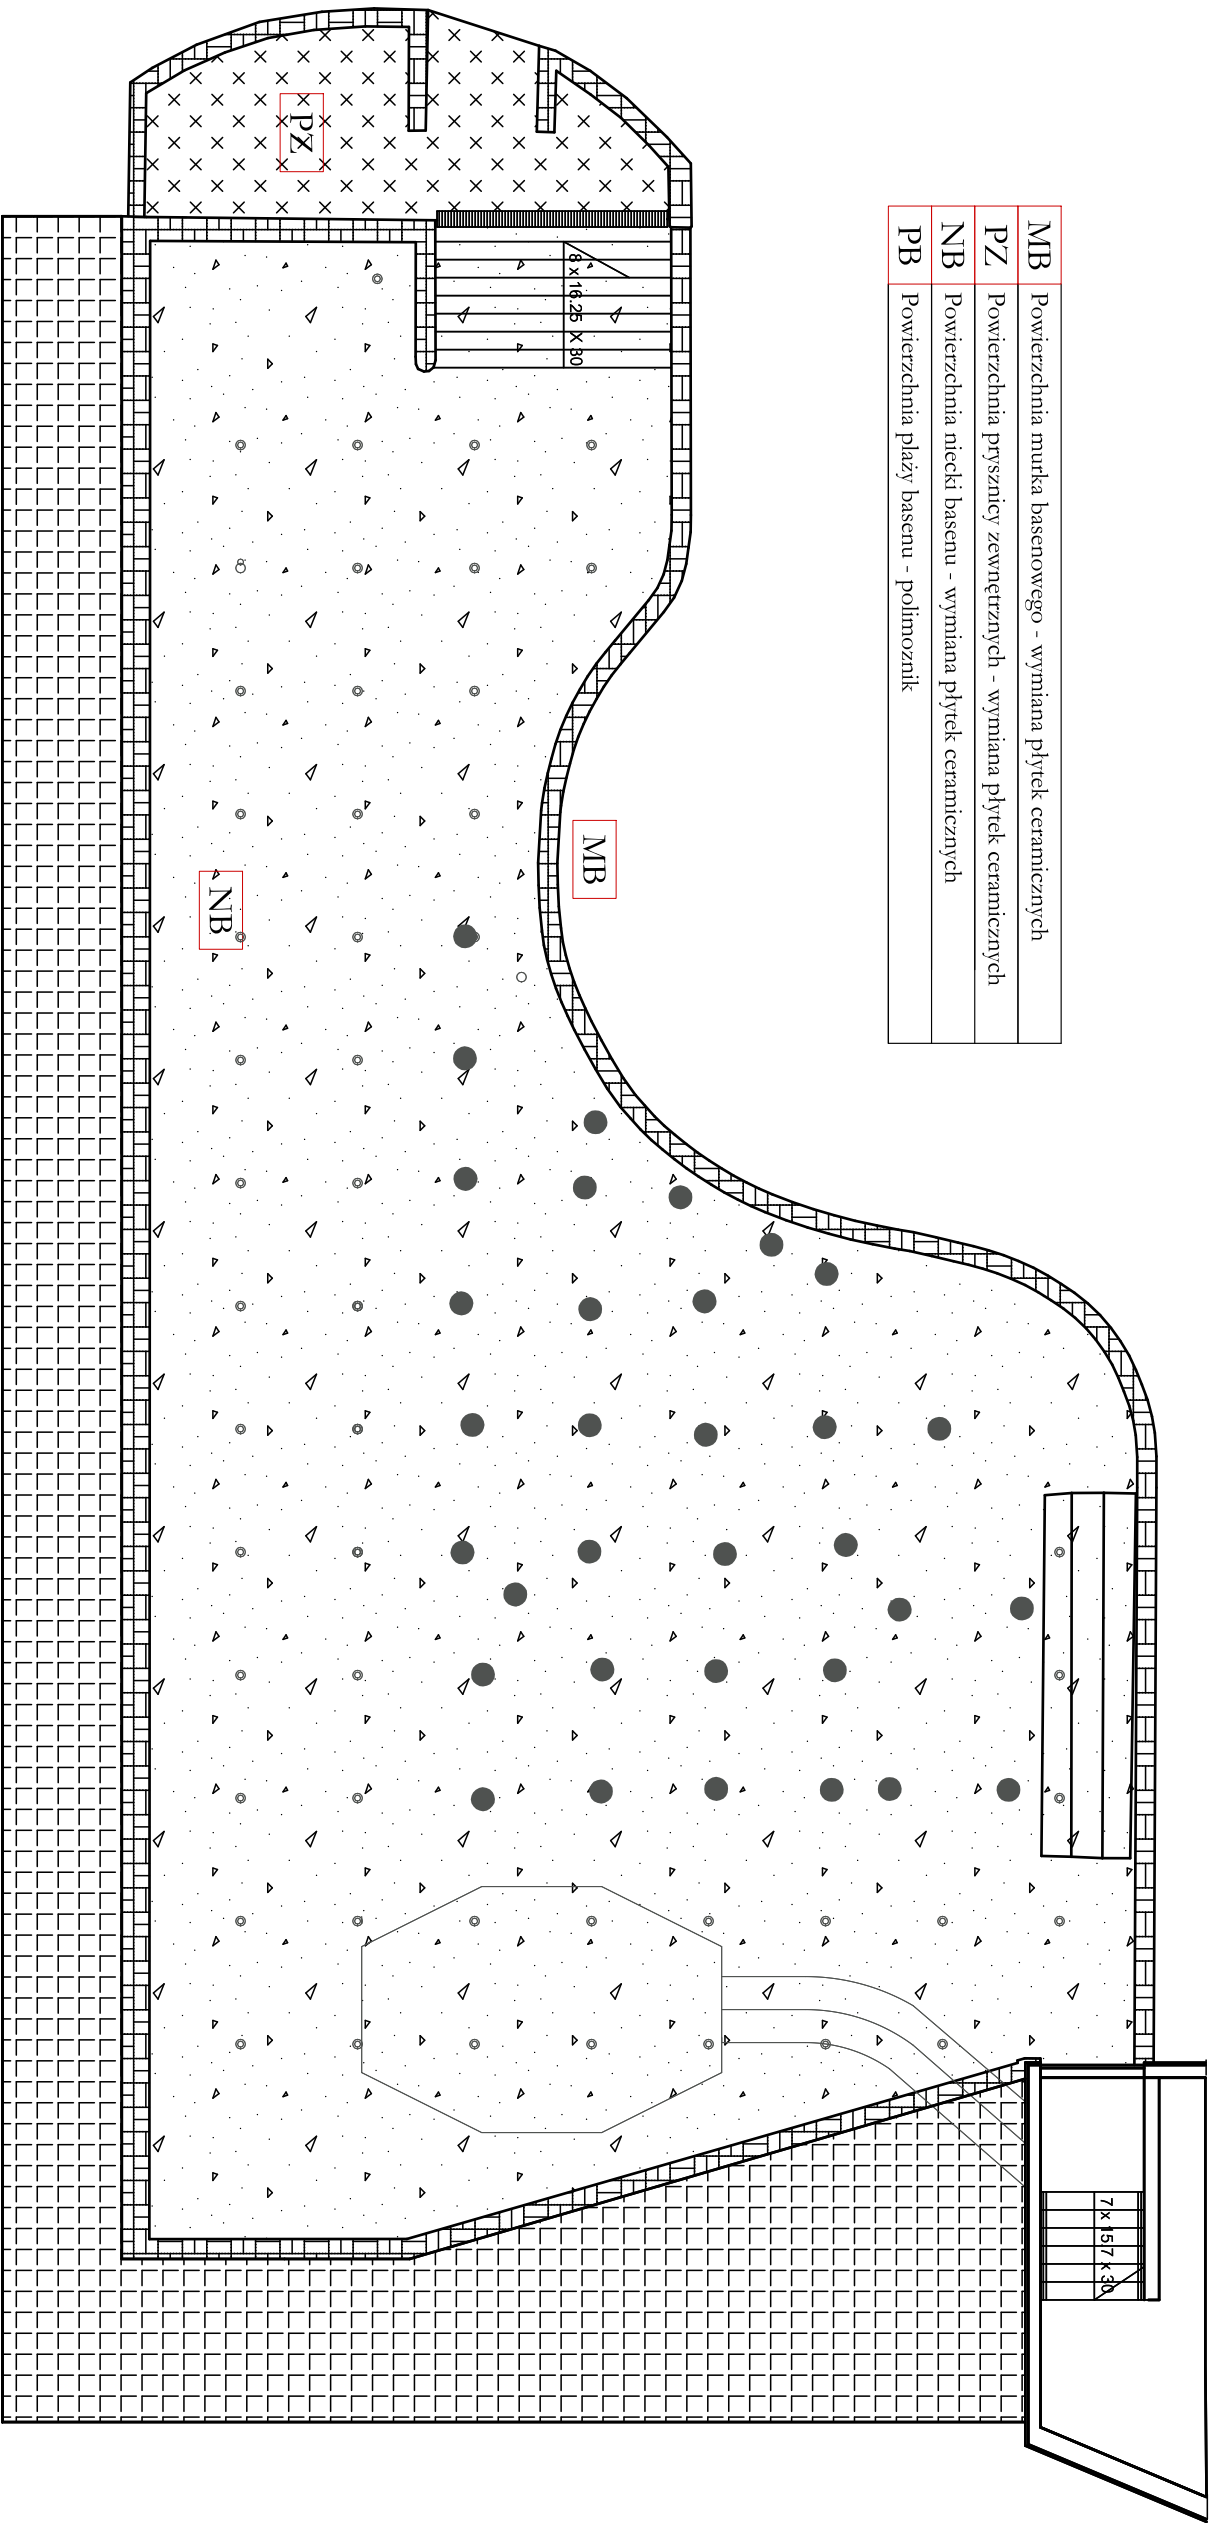 MB Powierzchnia murka basenowego - wymiana płytek ceramicznych
PZ Powierzchnia prysznicy zewnętrznych - wymiana płytek ceramicznych
NB Powierzchnia niecki basenu - wymiana płytek ceramicznych
PB Powierzchnia plaży basenu - polimoznik
PZ
8 x 16.25 X 30
MB
NB
7 x 15.7 x 30